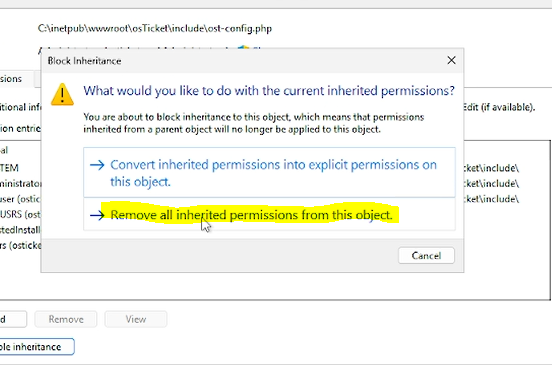 C:\inetpub\wwwroot\osTicket\include\ost-config.php
Block Inheritance
sions
What would you like to do with the current inherited permissions?
itional info
Edit (if available).
You are about to block inheritance to this object, which means that permissions
inherited from a parent object will no longer be applied to this object.
ion entrie
al
Convert inherited permissions into explicit permissions on
this object.
TEM
cket\include\
ministrator
cket\include\
user (ostic
cket\include\
USRS (ostic
Remove all inherited permissions from this object.
stedInstall
rs (osticke
Cancel
d
Remove
View
ble inheritance